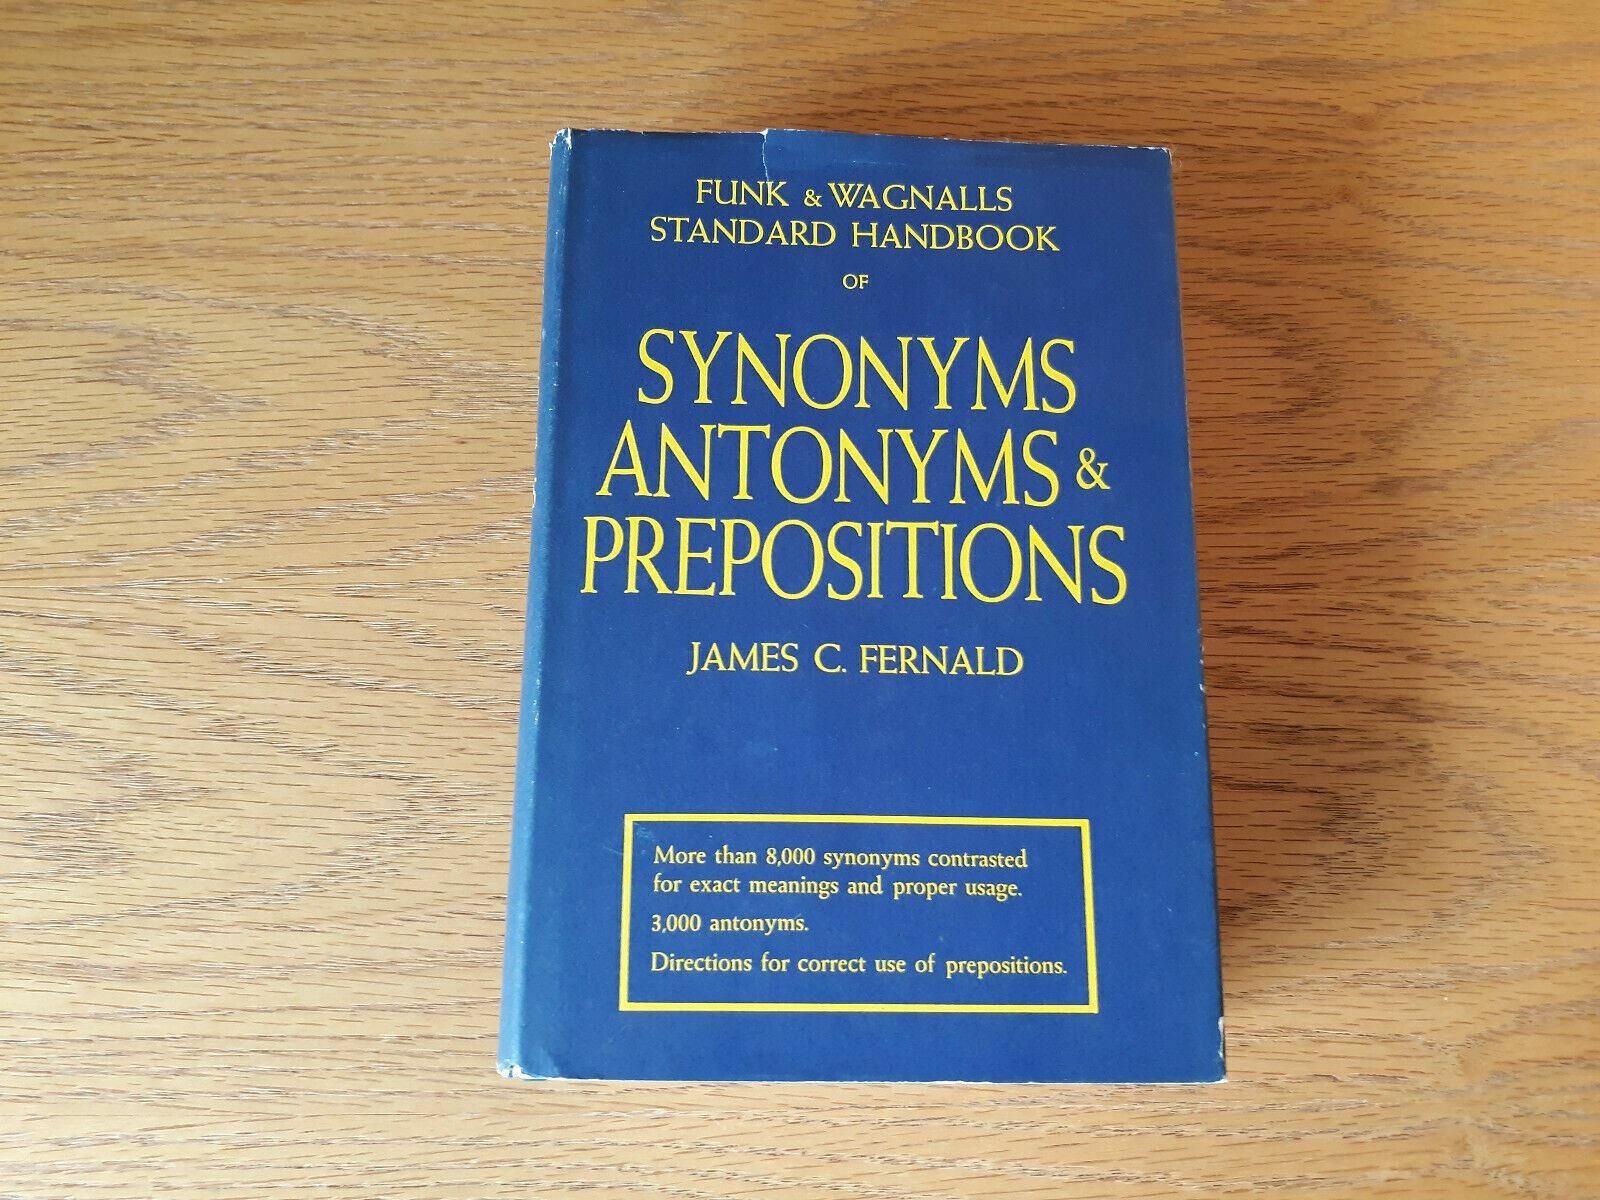 FUNK & WAGNALLS
STANDARD HANDBOOK
OF
SYNONYMS
ANTONYMS &
PREPOSITIONS
JAMES C. FERNALD
More than 8,000 synonyms contrasted
for exact meanings and proper usage.
3,000 antonyms.
Directions for correct use of prepositions.